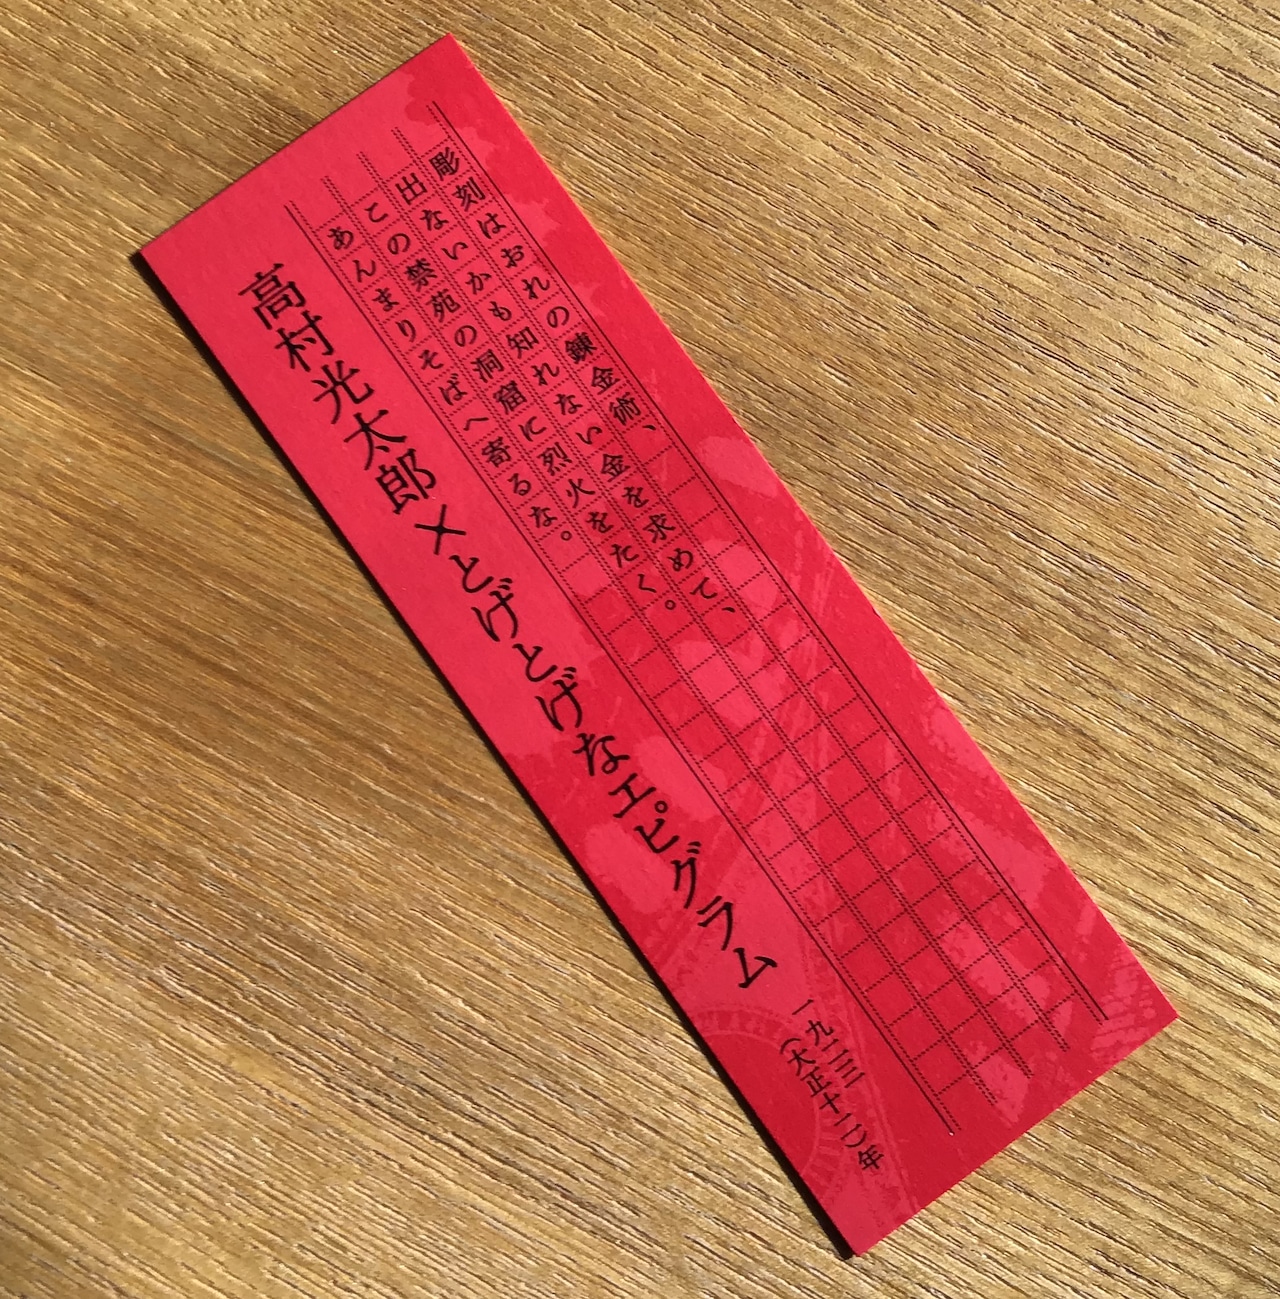 彫刻はおれの錬金術、
出ないかも知れない金を求めて、
この禁苑の洞窟に烈火をたく。
あんまりそばへ寄るな。
高村光太郎×とげとげなエピグラム
一九二三
(大正十二)年